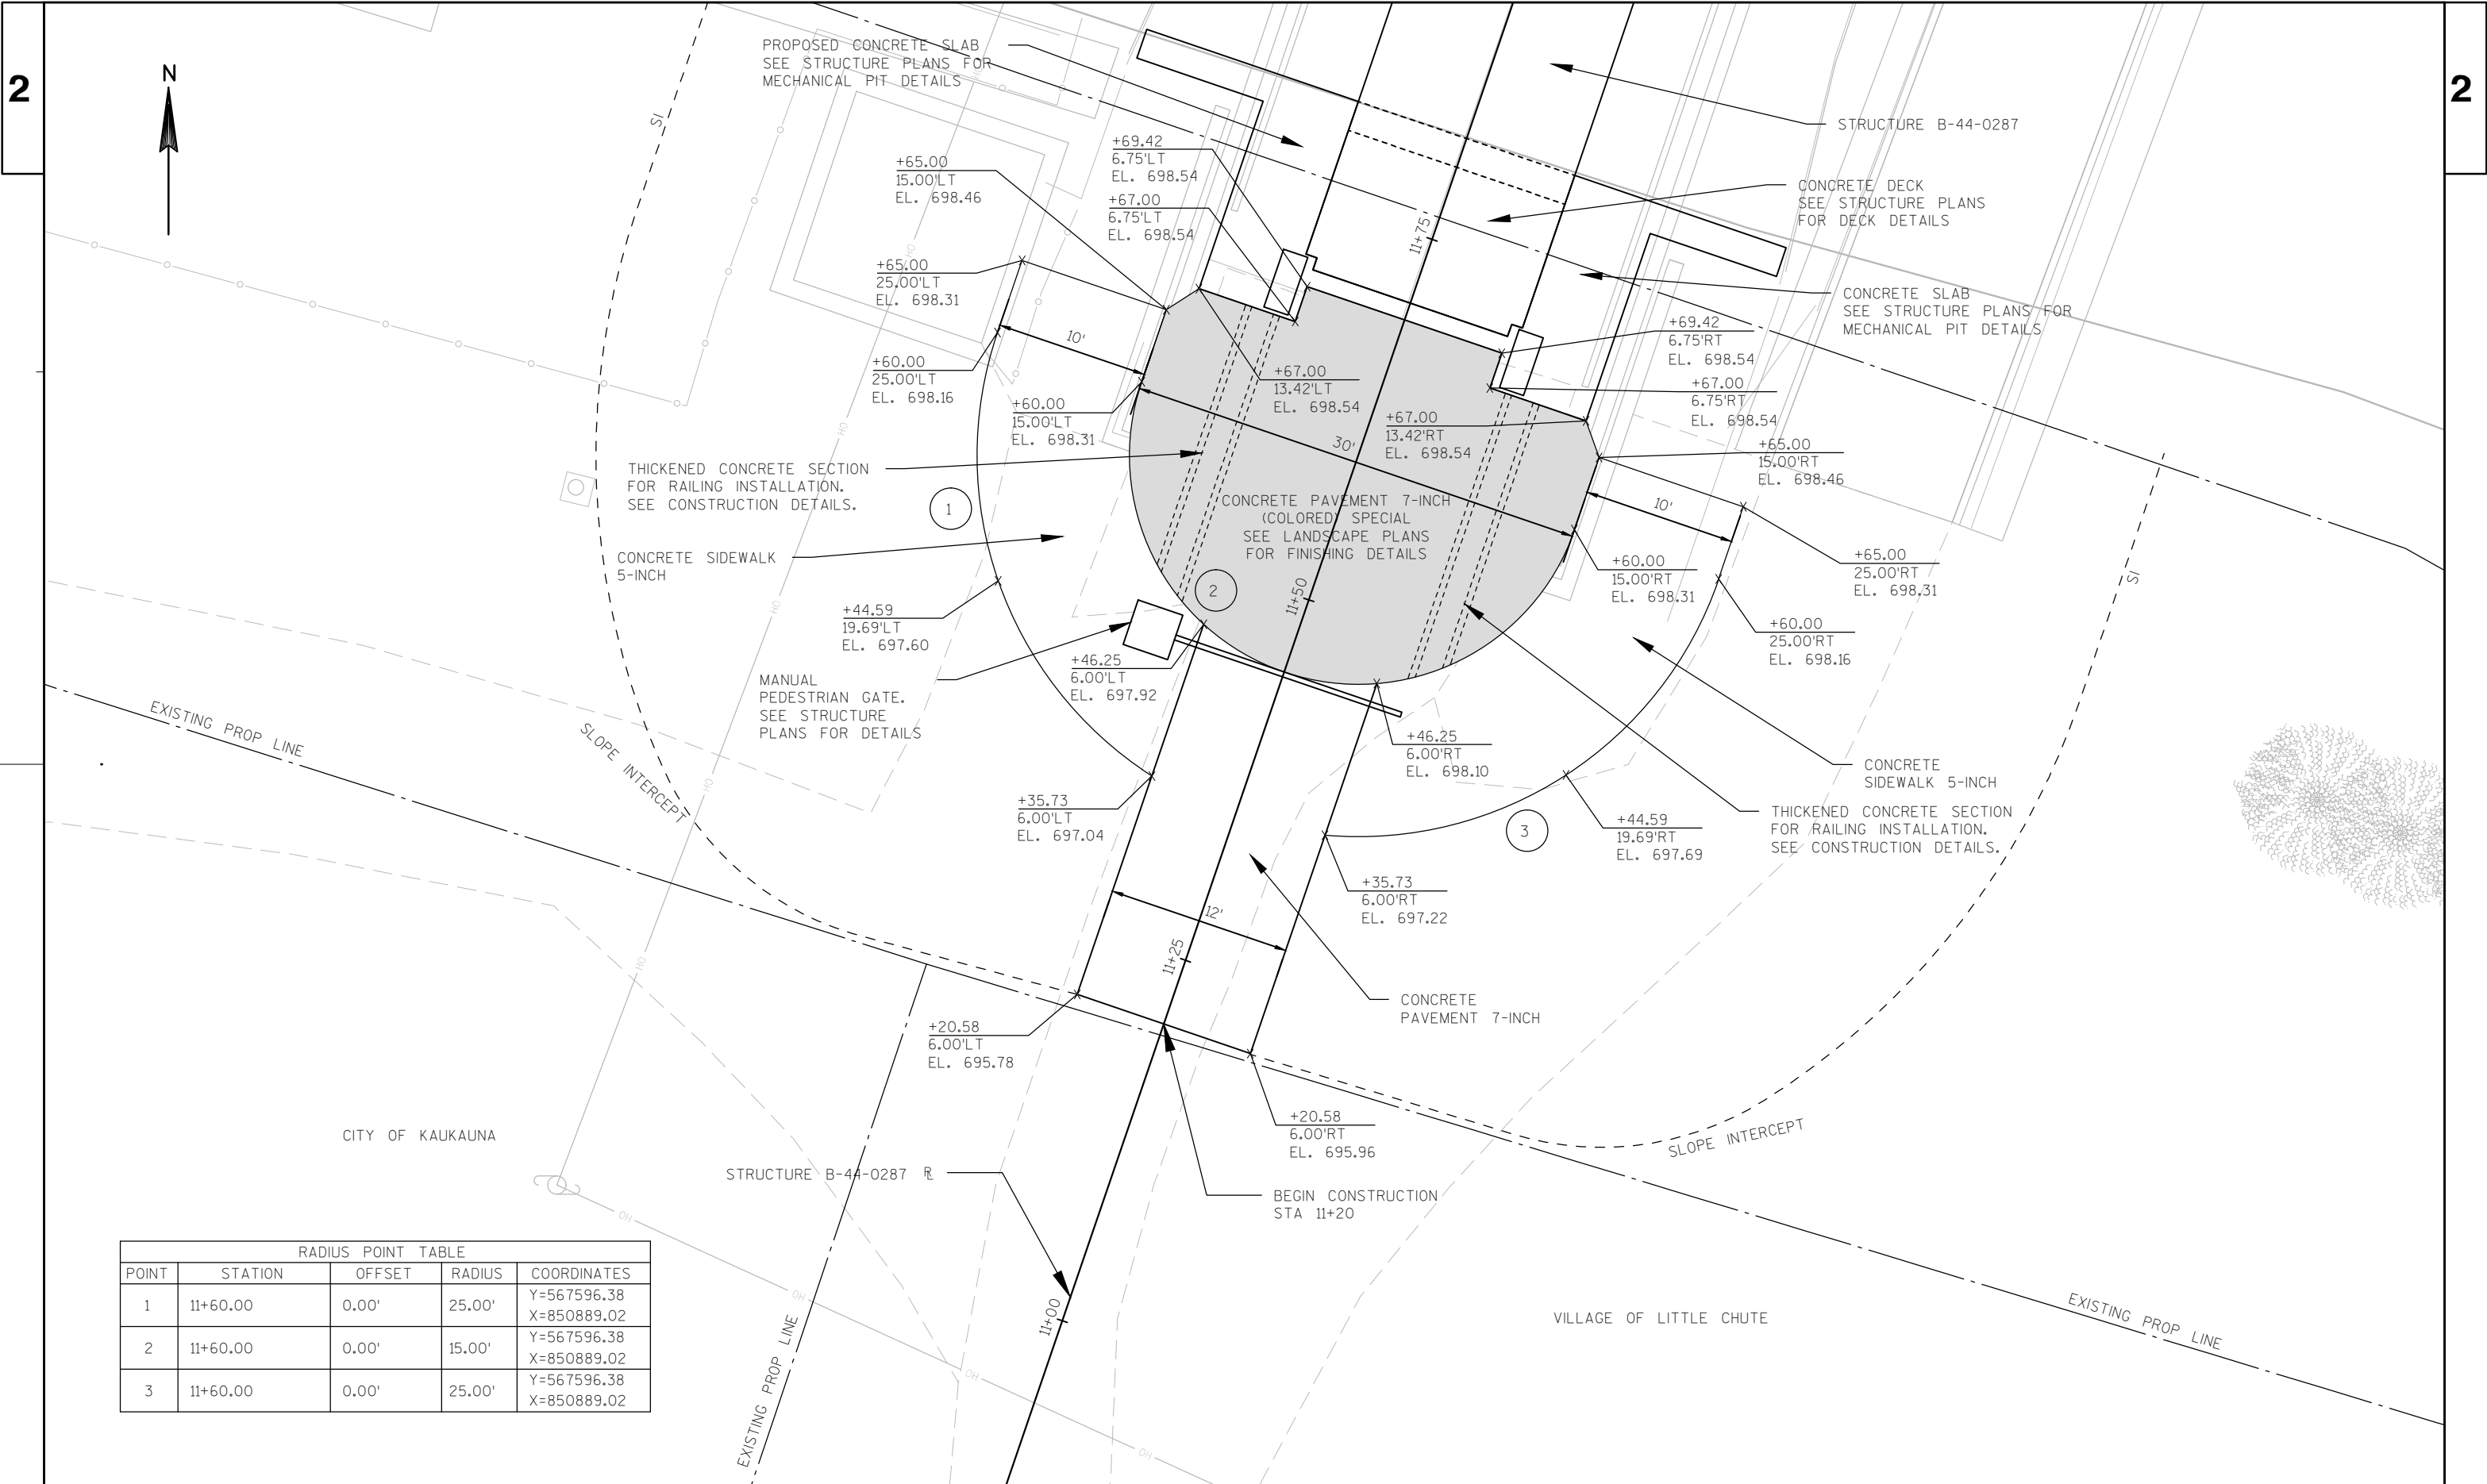 2
2
N
PROPOSED CONCRETE SLAB
SEE STRUCTURE PLANS FOR
MECHANICAL PIT DETAILS
SI
STRUCTURE B-44-0287
+69.42
6.75'LT
EL. 698.54
+65.00
15.00'LT
EL. 698.46
+67.00
6.75'LT
EL. 698.54
CONCRETE DECK
SEE STRUCTURE PLANS
FOR DECK DETAILS
11+75
OH
+65.00
25.00'LT
EL. 698.31
CONCRETE SLAB
SEE STRUCTURE PLANS FOR
MECHANICAL PIT DETAILS
10'
+69.42
6.75'RT
EL. 698.54
+60.00
25.00'LT
EL. 698.16
+67.00
13.42'LT
EL. 698.54
+67.00
6.75'RT
EL. 698.54
+60.00
15.00'LT
EL. 698.31
+67.00
13.42'RT
EL. 698.54
30'
OH
+65.00
15.00'RT
EL. 698.46
THICKENED CONCRETE SECTION
FOR RAILING INSTALLATION.
SEE CONSTRUCTION DETAILS.
1
CONCRETE PAVEMENT 7-INCH
(COLORED) SPECIAL
SEE LANDSCAPE PLANS
FOR FINISHING DETAILS
10'
CONCRETE SIDEWALK
5-INCH
+60.00
15.00'RT
EL. 698.31
+65.00
25.00'RT
EL. 698.31
SI
2
11+50
OH
+44.59
19.69'LT
EL. 697.60
+60.00
25.00'RT
EL. 698.16
+46.25
6.00'LT
EL. 697.92
MANUAL
PEDESTRIAN GATE.
SEE STRUCTURE
PLANS FOR DETAILS
EXISTING PROP LINE
SLOPE INTERCEPT
+46.25
6.00'RT
EL. 698.10
CONCRETE
SIDEWALK 5-INCH
OH
+35.73
6.00'LT
EL. 697.04
3
+44.59
19.69'RT
EL. 697.69
THICKENED CONCRETE SECTION
FOR RAILING INSTALLATION.
SEE CONSTRUCTION DETAILS.
+35.73
6.00'RT
EL. 697.22
12'
11+25
OH
CONCRETE
PAVEMENT 7-INCH
+20.58
6.00'LT
EL. 695.78
+20.58
6.00'RT
EL. 695.96
CITY OF KAUKAUNA
SLOPE INTERCEPT
STRUCTURE B-44-0287 RL
BEGIN CONSTRUCTION
STA 11+20
OH
OH
11+00
VILLAGE OF LITTLE CHUTE
EXISTING PROP LINE
EXISTING PROP LINE
OH
OH
RADIUS POINT TABLE
POINT STATION OFFSET RADIUS COORDINATES
1 11+60.00 0.00' 25.00' Y=567596.38
X=850889.02
2 11+60.00 0.00' 15.00' Y=567596.38
X=850889.02
3 11+60.00 0.00' 25.00' Y=567596.38
X=850889.02